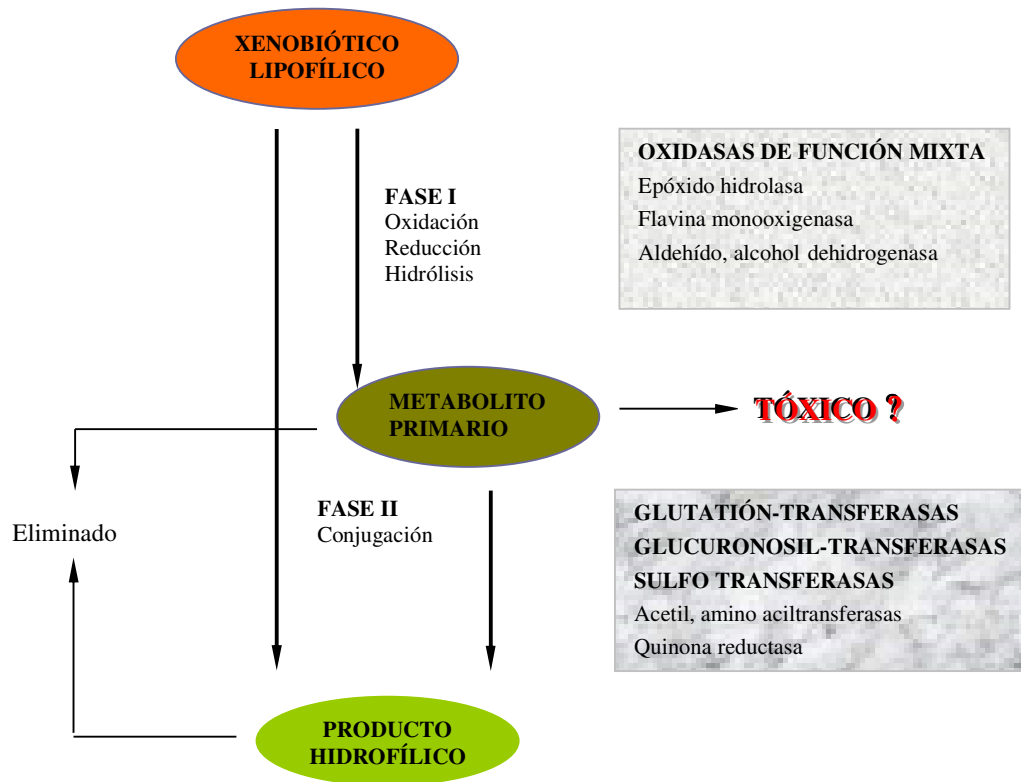 XENOBIÓTICO
LIPOFÍLICO
OXIDASAS DE FUNCIÓN MIXTA
Epóxido hidrolasa
Flavina monooxigenasa
Aldehído, alcohol dehidrogenasa
FASE I
Oxidación
Reducción
Hidrólisis
METABOLITO
PRIMARIO
TÓXICO ?
Eliminado
FASE II
Conjugación
GLUTATIÓN-TRANSFERASAS
GLUCURONOSIL-TRANSFERASAS
SULFO TRANSFERASAS
Acetil, amino aciltransferasas
Quinona reductasa
PRODUCTO
HIDROFÍLICO